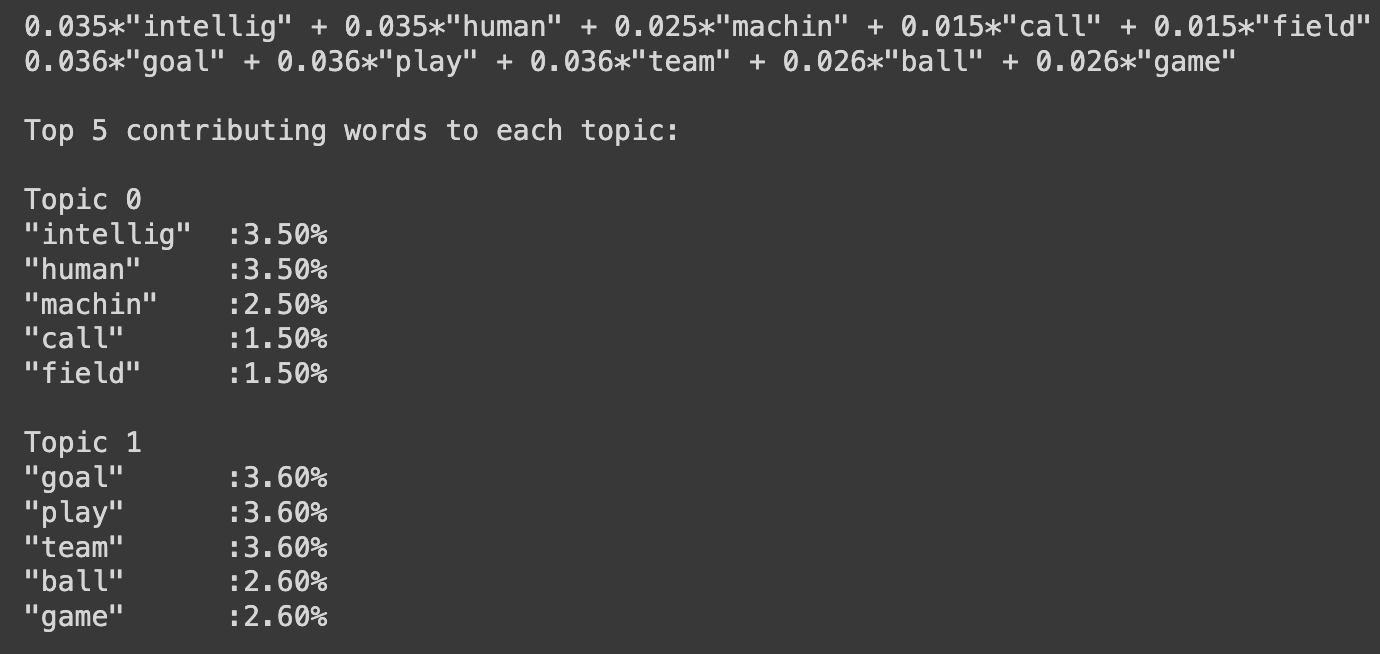 0.035*"intellig" + 0.035*"human" + 0.025*"machin" + 0.015*"call" + 0.015*"field"
0.036*"goal" + 0.036*"play" + 0.036*"team" + 0.026*"ball" + 0.026*"game"
Top 5 contributing words to each topic:
Topic 0
"intellig"  :3.50%
"human"     :3.50%
"machin"    :2.50%
"call"      :1.50%
"field"     :1.50%
Topic 1
"goal"      :3.60%
"play"      :3.60%
"team"      :3.60%
"ball"      :2.60%
"game"      :2.60%